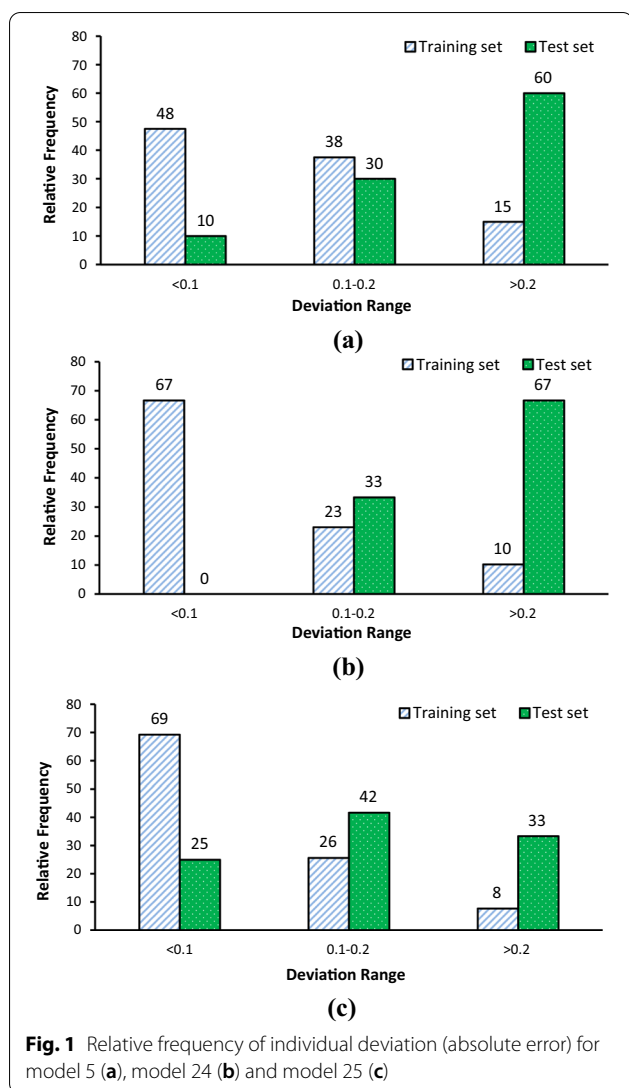 Training set Test set
Relative Frequency
80
70
60
50
40
30
20
10
0
48
10
38
30
15
60
<0.1 0.1-0.2 >0.2
Deviation Range
(a)
Training set Test set
Relative Frequency
80
70
60
50
40
30
20
10
0
67
0
23
33
10
67
<0.1 0.1-0.2 >0.2
Deviation Range
(b)
Training set Test set
Relative Frequency
80
70
60
50
40
30
20
10
0
69
25
26
42
8
33
<0.1 0.1-0.2 >0.2
Deviation Range
(c)
Fig. 1 Relative frequency of individual deviation (absolute error) for
model 5 (a), model 24 (b) and model 25 (c)